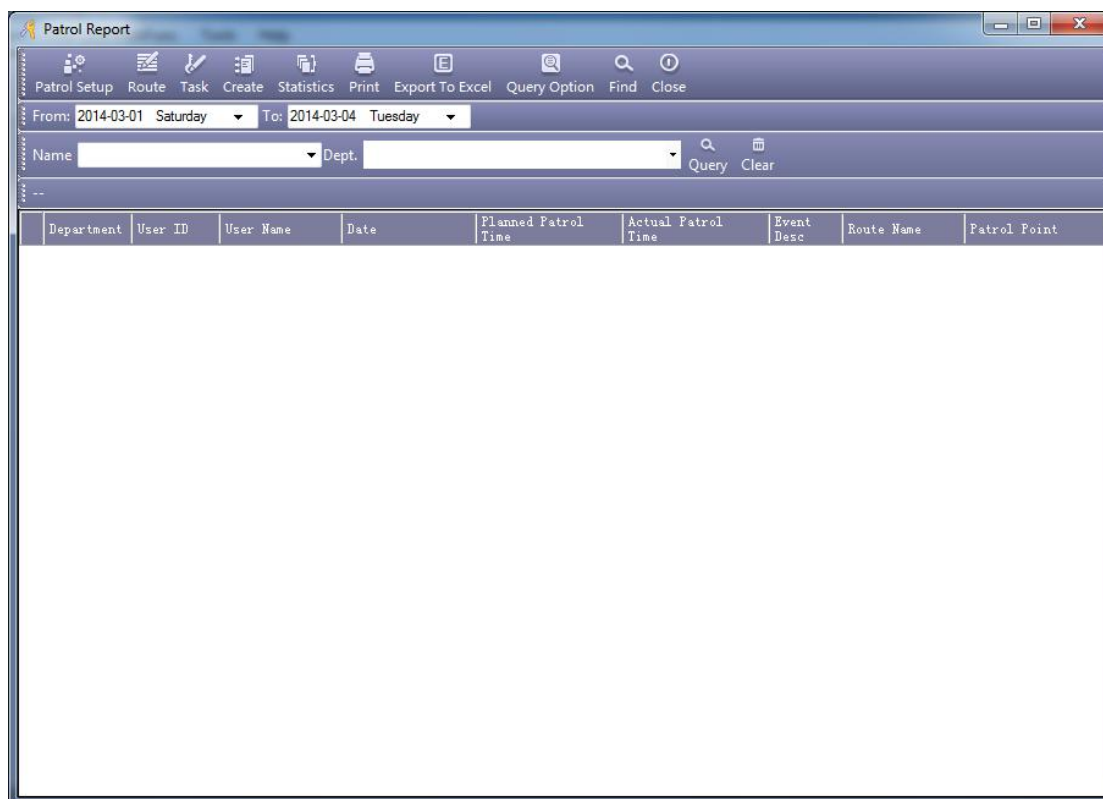 Patrol Report
Patrol Setup Route Task Create Statistics Print Export To Excel Query Option Find Close
From: 2014-03-01 Saturday To: 2014-03-04 Tuesday
Name Dept. Query Clear
--
Department User ID User Name Date Planned Patrol Time Actual Patrol Time Event Desc Route Name Patrol Point